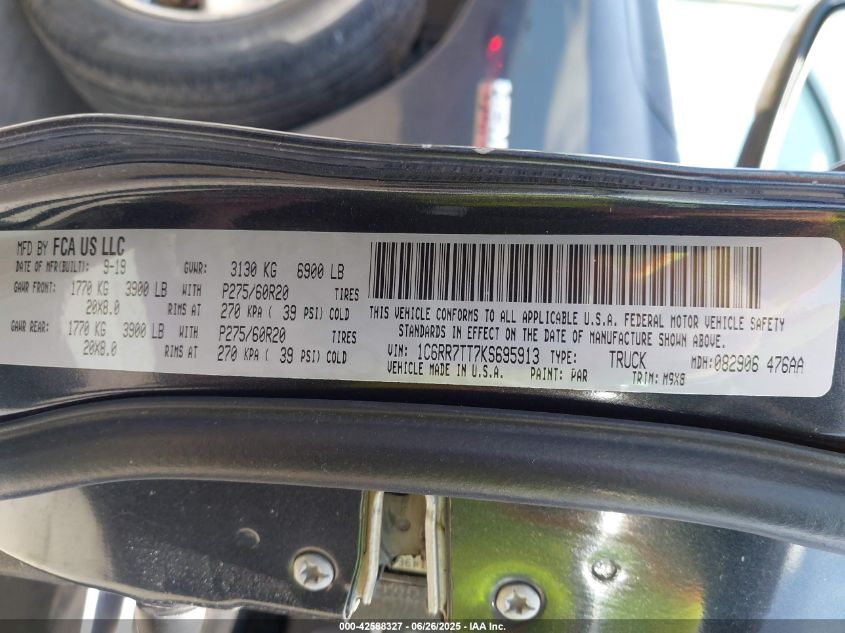 MFD BY FCA US LLC
DATE OF MFR(BUILT): 9-19 GVWR: 3130 KG 6900 LB
GAWR FRONT: 1770 KG 3900 LB WITH P275/60R20 TIRES
20X8.0 RIMS AT 270 KPA ( 39 PSI) COLD
GAWR REAR: 1770 KG 3900 LB WITH P275/60R20 TIRES
20X8.0 RIMS AT 270 KPA ( 39 PSI) COLD
THIS VEHICLE CONFORMS TO ALL APPLICABLE U.S.A. FEDERAL MOTOR VEHICLE SAFETY
STANDARDS IN EFFECT ON THE DATE OF MANUFACTURE SHOWN ABOVE.
VIN: 1C6RR7TT7KS695913 TYPE: TRUCK MDH:082906 476AA
VEHICLE MADE IN U.S.A. PAINT: PAR TRIM: M9X8
000-42588327 - 06/26/2025 - IAA Inc.